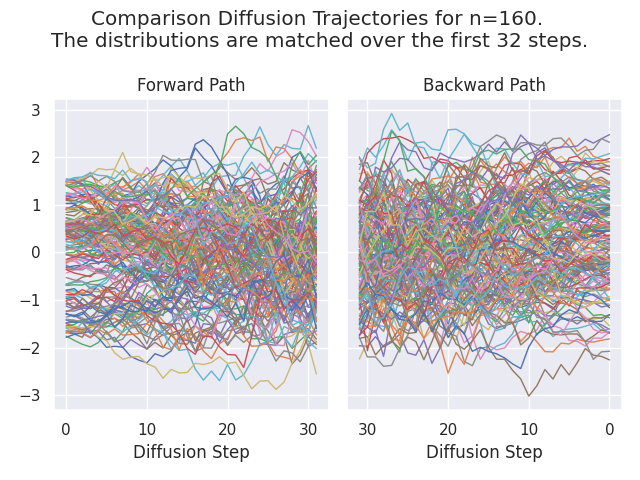 Comparison Diffusion Trajectories for n=160.
The distributions are matched over the first 32 steps.
Forward Path
Backward Path
3
2
1
0
−1
−2
−3
0 10 20 30
30 20 10 0
Diffusion Step
Diffusion Step